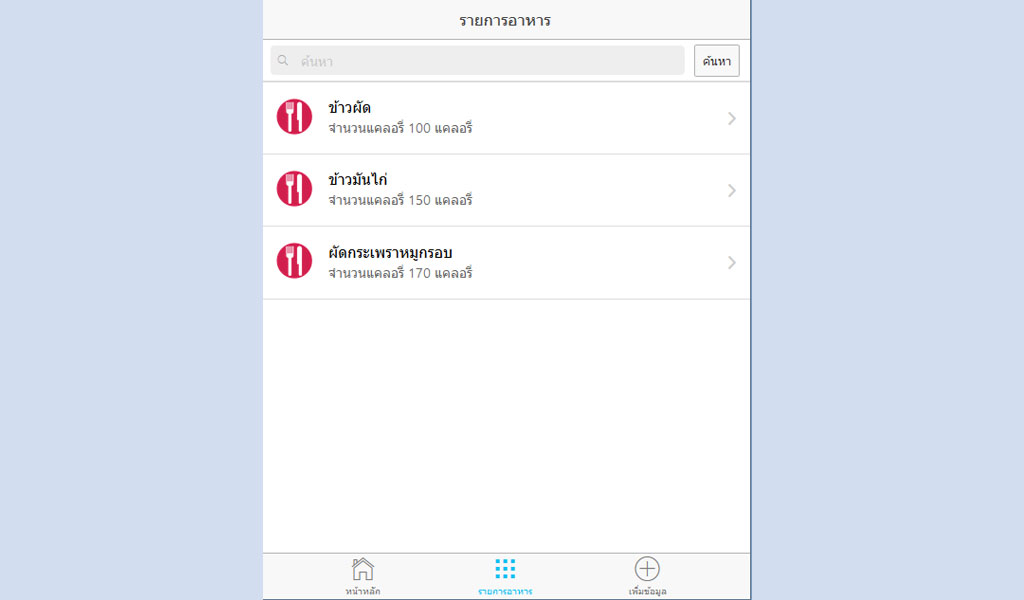 รายการอาหาร
ค้นหา
ค้นหา
ข้าวผัด
จำนวนแคลอรี่ 100 แคลอรี่
ข้าวมันไก่
จำนวนแคลอรี่ 150 แคลอรี่
ผัดกระเพราหมูกรอบ
จำนวนแคลอรี่ 170 แคลอรี่
หน้าหลัก
รายการอาหาร
เพิ่มข้อมูล